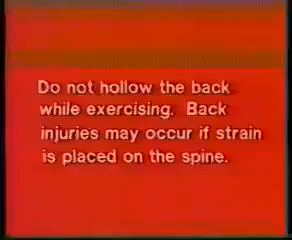 Do not hollow the back
while exercising. Back
injuries may occur if strain
is placed on the spine.